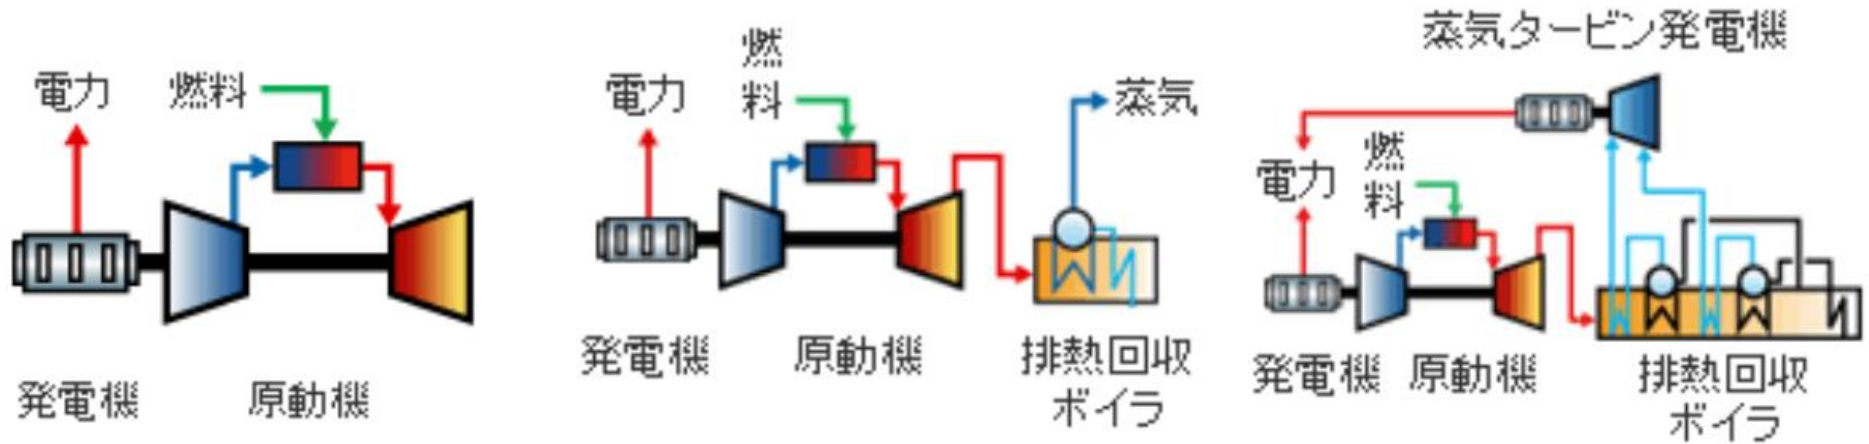 電力
燃料
発電機
原動機
電力
燃
料
蒸気
発電機
原動機
排熱回収
ボイラ
蒸気タービン発電機
電力
燃
料
発電機
原動機
排熱回収
ボイラ